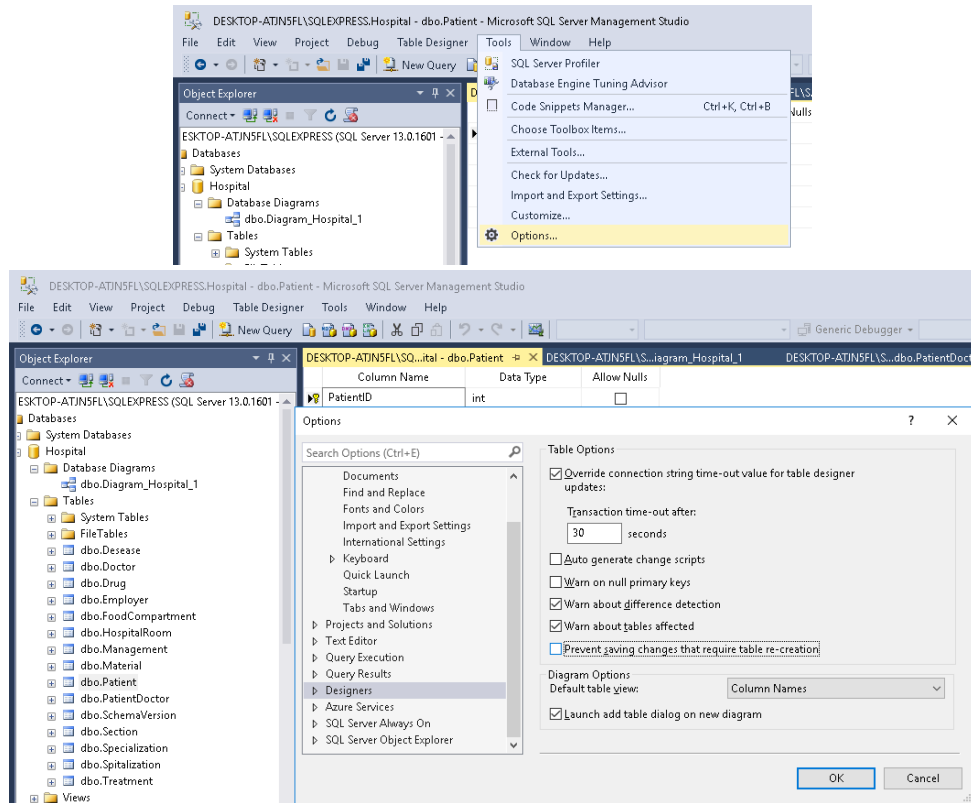 DESKTOP-ATJN5FL\SQLEXPRESS.Hospital - dbo.Patient - Microsoft SQL Server Management Studio
File Edit View Project Debug Table Designer Tools Window Help
New Query
SQL Server Profiler
Database Engine Tuning Advisor
Code Snippets Manager... Ctrl+K, Ctrl+B
Choose Toolbox Items...
External Tools...
Check for Updates...
Import and Export Settings...
Customize...
Options...
Object Explorer
Connect
ESKTOP-ATJN5FL\SQLEXPRESS (SQL Server 13.0.1601 -
Databases
System Databases
Hospital
Database Diagrams
dbo.Diagram_Hospital_1
Tables
System Tables
Nulls
DESKTOP-ATJN5FL\SQLEXPRESS.Hospital - dbo.Patient - Microsoft SQL Server Management Studio
File Edit View Project Debug Table Designer Tools Window Help
New Query Generic Debugger
Object Explorer
Connect
ESKTOP-ATJN5FL\SQLEXPRESS (SQL Server 13.0.1601 -
Databases
System Databases
Hospital
Database Diagrams
dbo.Diagram_Hospital_1
Tables
System Tables
FileTables
dbo.Desease
dbo.Doctor
dbo.Drug
dbo.Employer
dbo.FoodCompartment
dbo.HospitalRoom
dbo.Management
dbo.Material
dbo.Patient
dbo.PatientDoctor
dbo.SchemaVersion
dbo.Section
dbo.Specialization
dbo.Spitalization
dbo.Treatment
Views
DESKTOP-ATJN5FL\SQ...ital - dbo.Patient DESKTOP-ATJN5FL\S...iagram_Hospital_1 DESKTOP-ATJN5FL\S...dbo.PatientDoct
Column Name Data Type Allow Nulls
PatientID int
Options ?
Search Options (Ctrl+E)
Documents
Find and Replace
Fonts and Colors
Import and Export Settings
International Settings
Keyboard
Quick Launch
Startup
Tabs and Windows
Projects and Solutions
Text Editor
Query Execution
Query Results
Designers
Azure Services
SQL Server Always On
SQL Server Object Explorer
Table Options
Override connection string time-out value for table designer
updates:
Transaction time-out after:
30 seconds
Auto generate change scripts
Warn on null primary keys
Warn about difference detection
Warn about tables affected
Prevent saving changes that require table re-creation
Diagram Options
Default table view: Column Names
Launch add table dialog on new diagram
OK Cancel